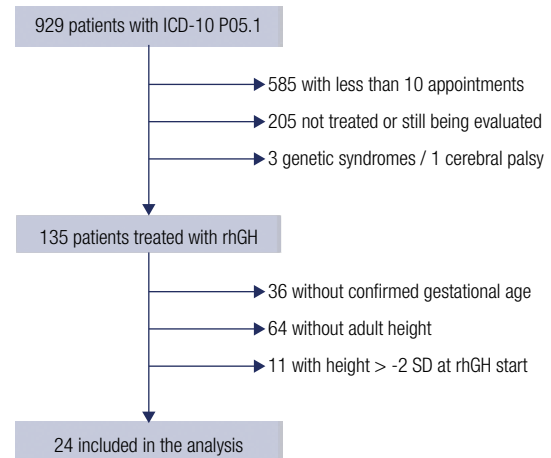 929 patients with ICD-10 P05.1
585 with less than 10 appointments
205 not treated or still being evaluated
3 genetic syndromes / 1 cerebral palsy
135 patients treated with rhGH
36 without confirmed gestational age
64 without adult height
11 with height > -2 SD at rhGH start
24 included in the analysis